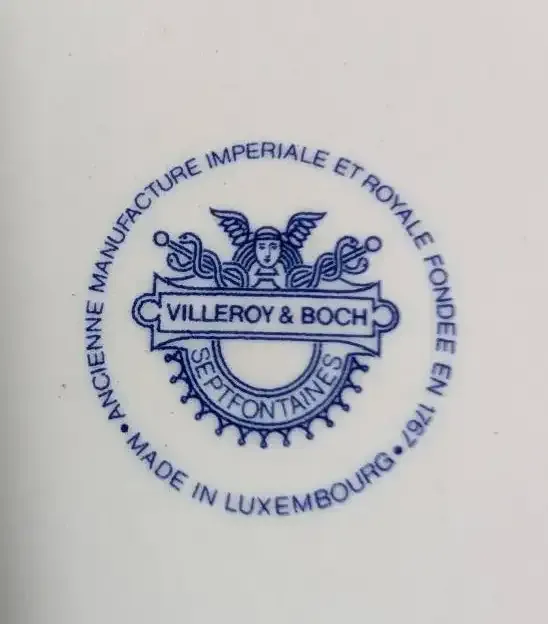 ANCIENNE MANUFACTURE IMPERIALE ET ROYALE FONDEE EN 1767
VILLEROY & BOCH
SEPTFONTAINES
• MADE IN LUXEMBOURG •